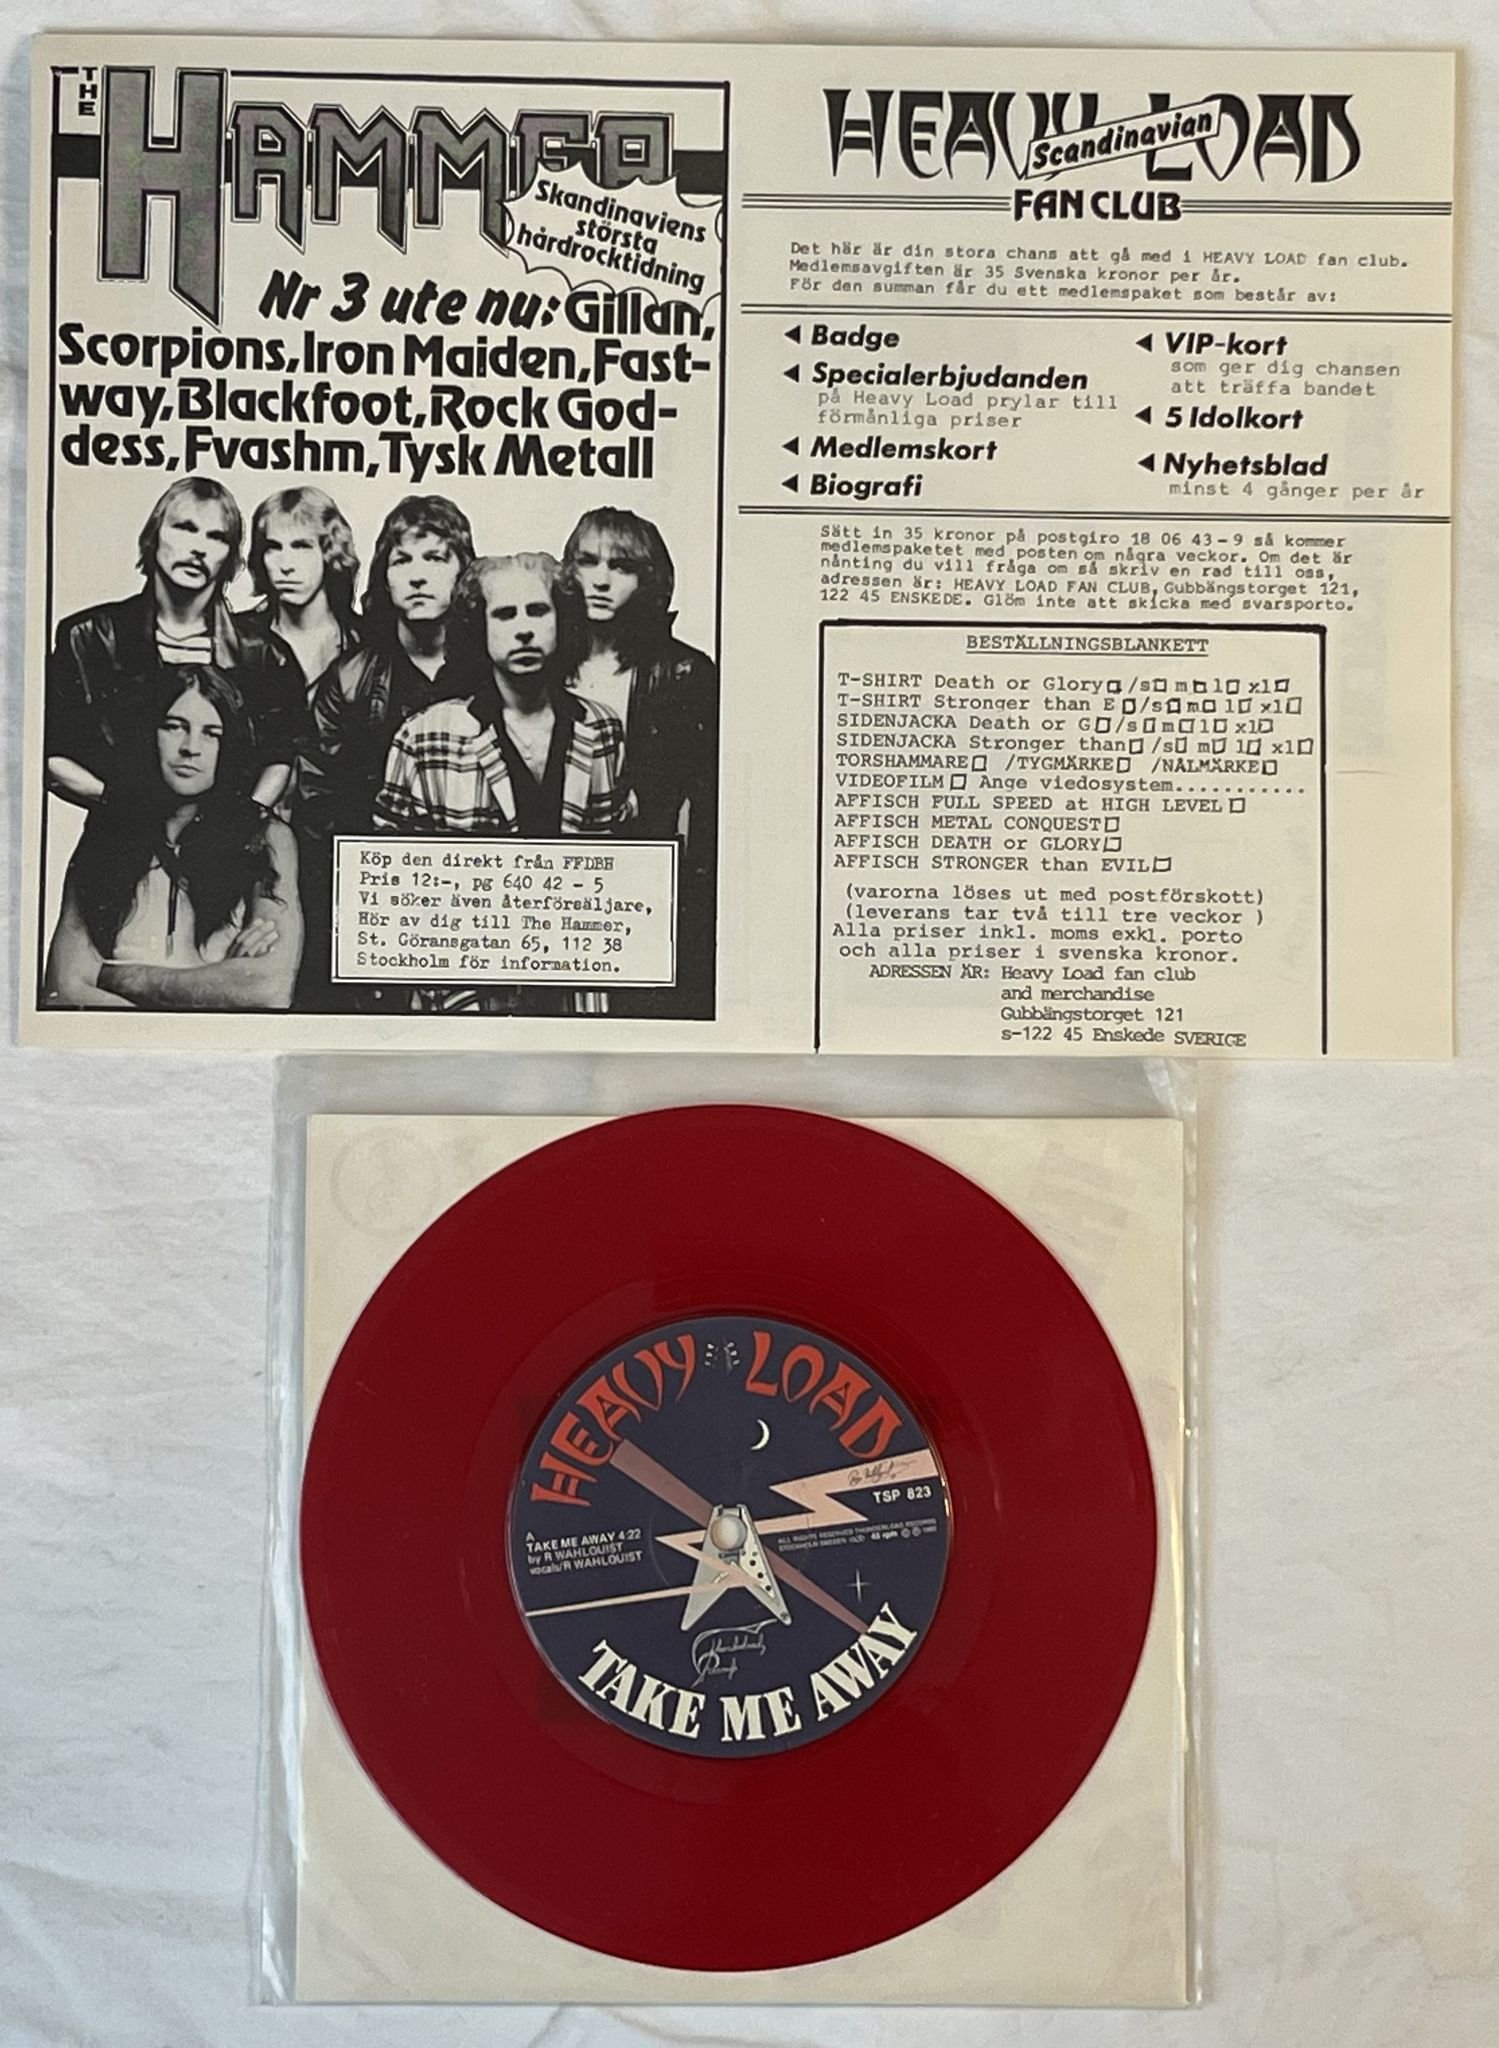 THE
HAMMER
Skandinaviens
största
hårdrocktidning
Nr 3 ute nu: Gillan,
Scorpions, Iron Maiden, Fast-
way, Blackfoot, Rock God-
dess, Fvashm, Tysk Metall
Köp den direkt från FFDBH
Pris 12:-, pg 640 42 - 5
Vi söker även återförsäljare,
Hör av dig till The Hammer,
St. Göransgatan 65, 112 38
Stockholm för information.
HEAVY LOAD
Scandinavian
FAN CLUB
Det här är din stora chans att gå med i HEAVY LOAD fan club.
Medlemsavgiften är 35 Svenska kronor per år.
För den summan får du ett medlemspaket som består av:
Badge
Specialerbjudanden
på Heavy Load prylar till
förmånliga priser
Medlemskort
Biografi
VIP-kort
som ger dig chansen
att träffa bandet
5 Idolkort
Nyhetsblad
minst 4 gånger per år
Sätt in 35 kronor på postgiro 18 06 43-9 så kommer
medlemspaketet med posten om några veckor. Om det är
nånting du vill fråga om så skriv en rad till oss,
adressen är: HEAVY LOAD FAN CLUB, Gubbängstorget 121,
122 45 ENSKEDE. Glöm inte att skicka med svarsporto.
BESTÄLLNINGSBLANKETT
T-SHIRT Death or Glory□/s□ m□ l□ xl□
T-SHIRT Stronger than E□/s□ m□ l□ xl□
SIDENJACKA Death or G□/s□ m□ l□ xl□
SIDENJACKA Stronger than□/s□ m□ l□ xl□
TORSHAMMARE□ /TYGMÄRKE□ /NÅLMÄRKE□
VIDEOFILM□ Ange viedosystem...........
AFFISCH FULL SPEED at HIGH LEVEL□
AFFISCH METAL CONQUEST□
AFFISCH DEATH or GLORY□
AFFISCH STRONGER than EVIL□
(varorna löses ut med postförskott)
(leverans tar två till tre veckor )
Alla priser inkl. moms exkl. porto
och alla priser i svenska kronor.
ADRESSEN ÄR: Heavy Load fan club
and merchandise
Gubbängstorget 121
s-122 45 Enskede SVERIGE
HEAVY LOAD
TSP 823
A
TAKE ME AWAY 4:22
by R WAHLQUIST
vocals/R WAHLQUIST
ALL RIGHTS RESERVED THUNDERLOAD RECORDS
STOCKHOLM SWEDEN
45 rpm
TAKE ME AWAY